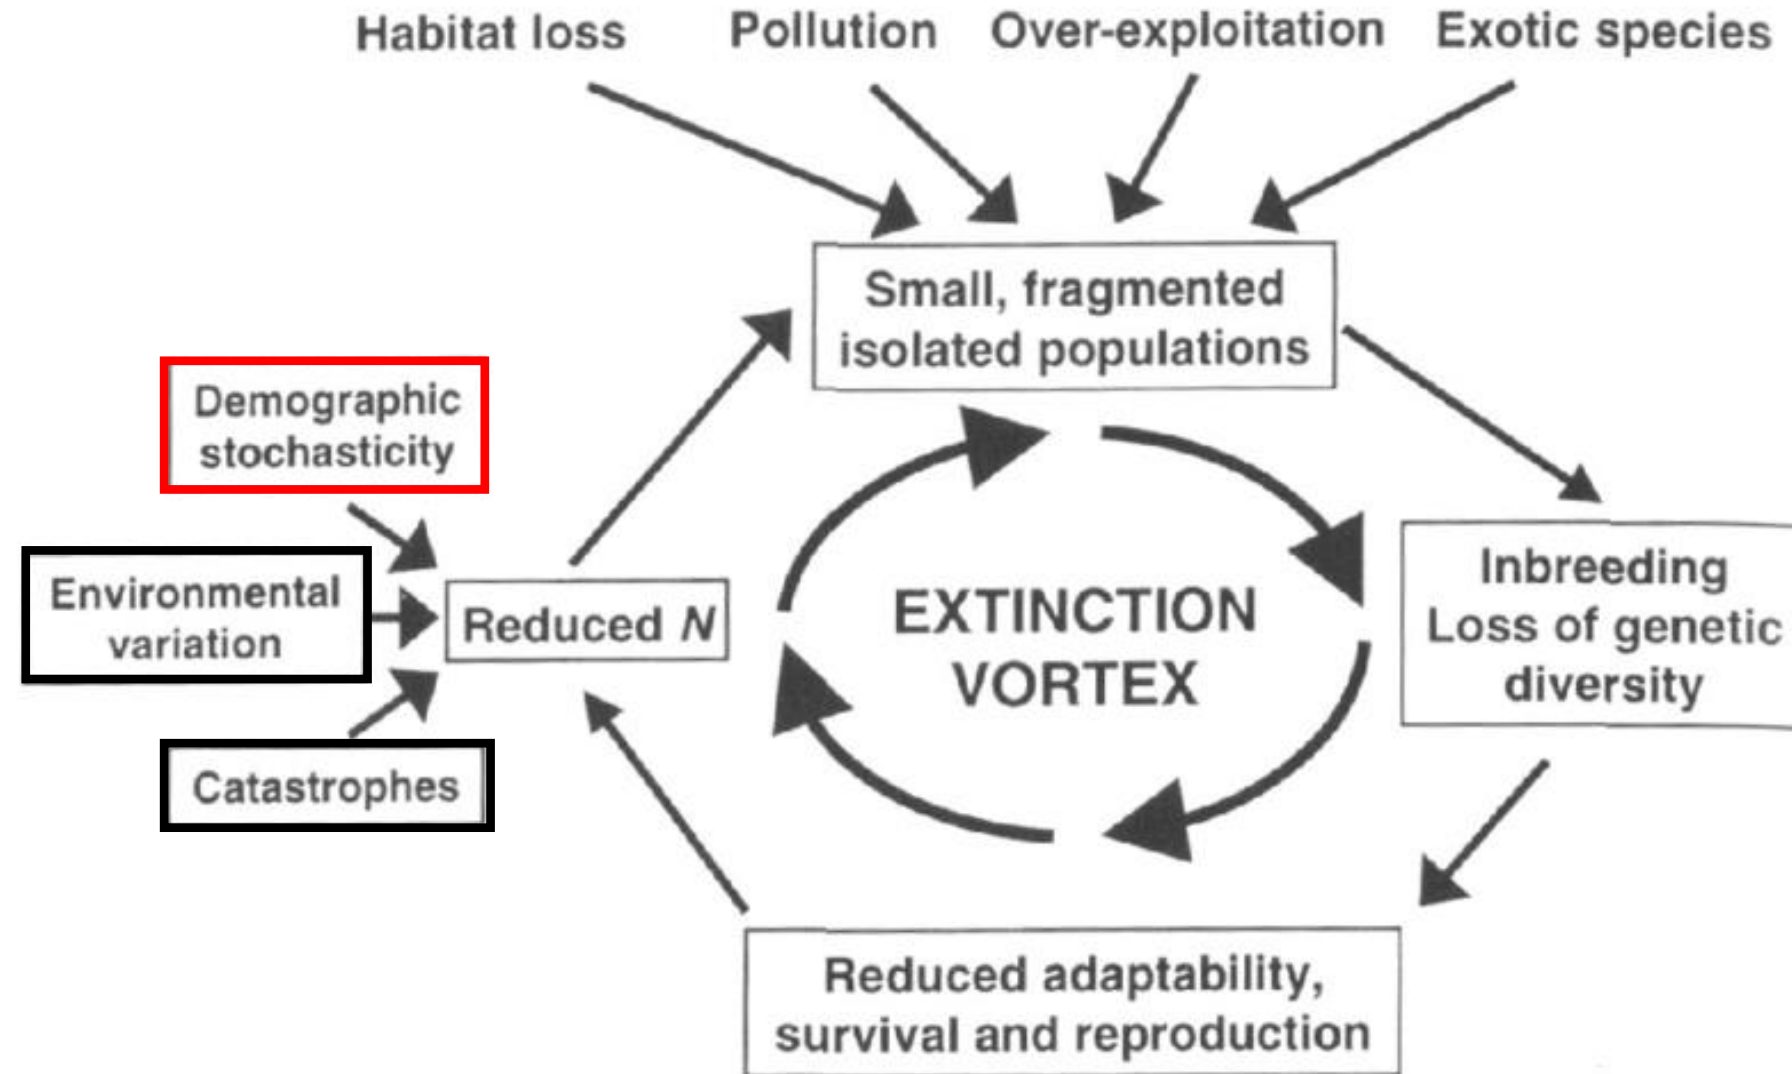 Habitat loss
Pollution
Over-exploitation
Exotic species
Small, fragmented
isolated populations
Demographic
stochasticity
Environmental
variation
Reduced N
Catastrophes
EXTINCTION
VORTEX
Inbreeding
Loss of genetic
diversity
Reduced adaptability,
survival and reproduction